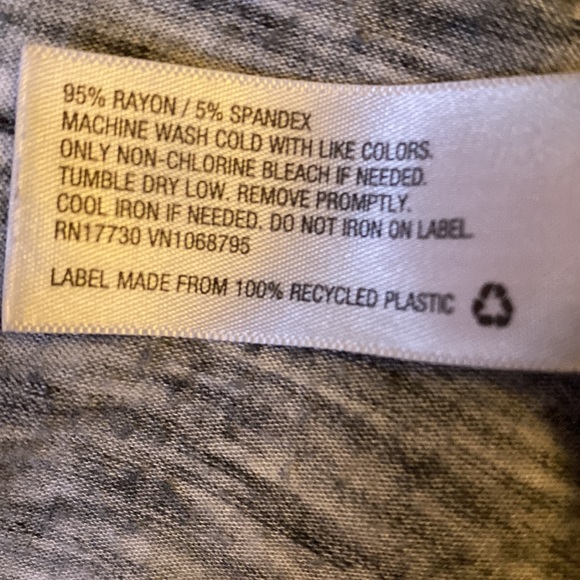 95% RAYON / 5% SPANDEX
MACHINE WASH COLD WITH LIKE COLORS.
ONLY NON-CHLORINE BLEACH IF NEEDED.
TUMBLE DRY LOW. REMOVE PROMPTLY.
COOL IRON IF NEEDED. DO NOT IRON ON LABEL.
RN17730 VN1068795
LABEL MADE FROM 100% RECYCLED PLASTIC